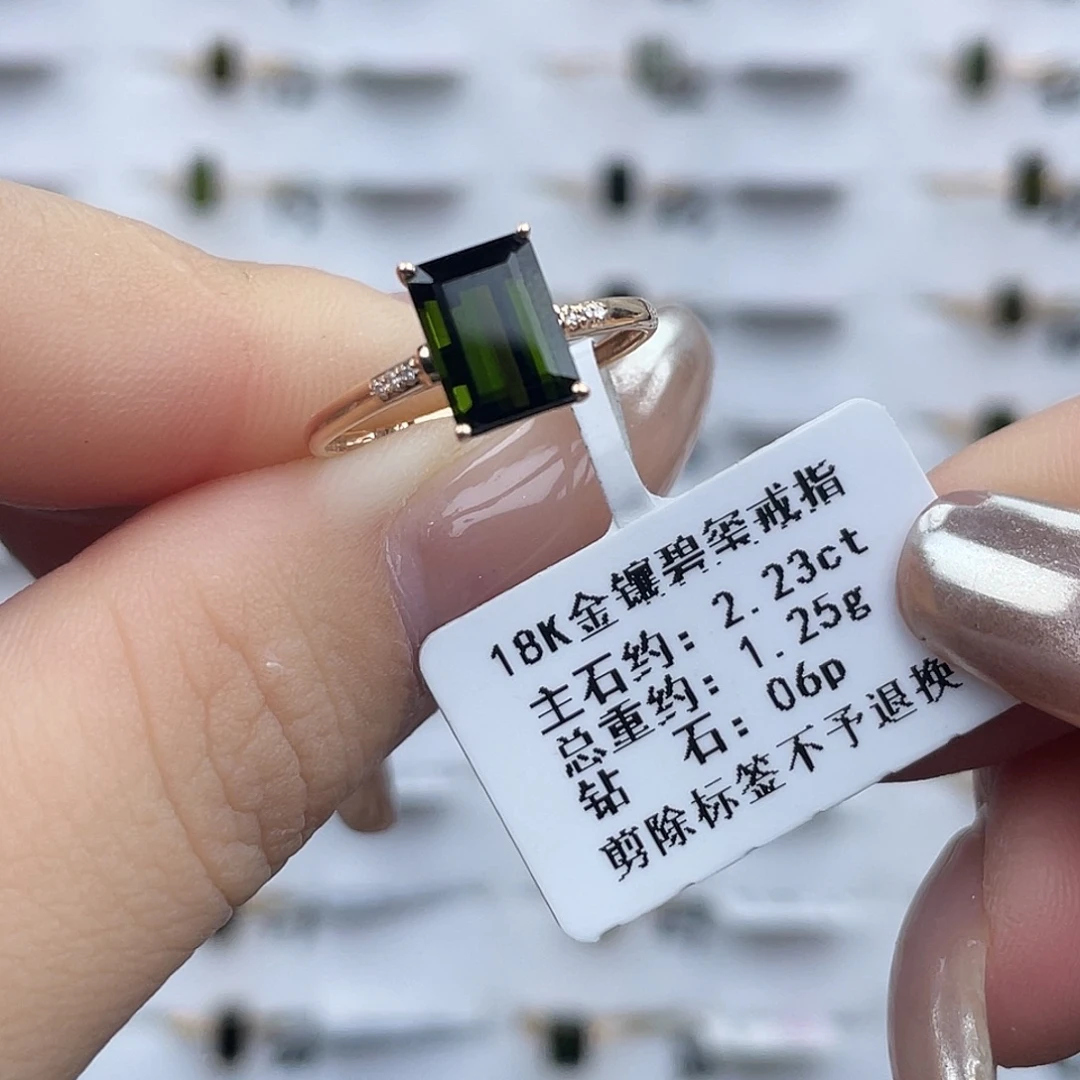 18K金镶碧玺戒指
主石约: 2.23ct
总重约: 1.25g
钻 石: 06p
剪除标签不予退换